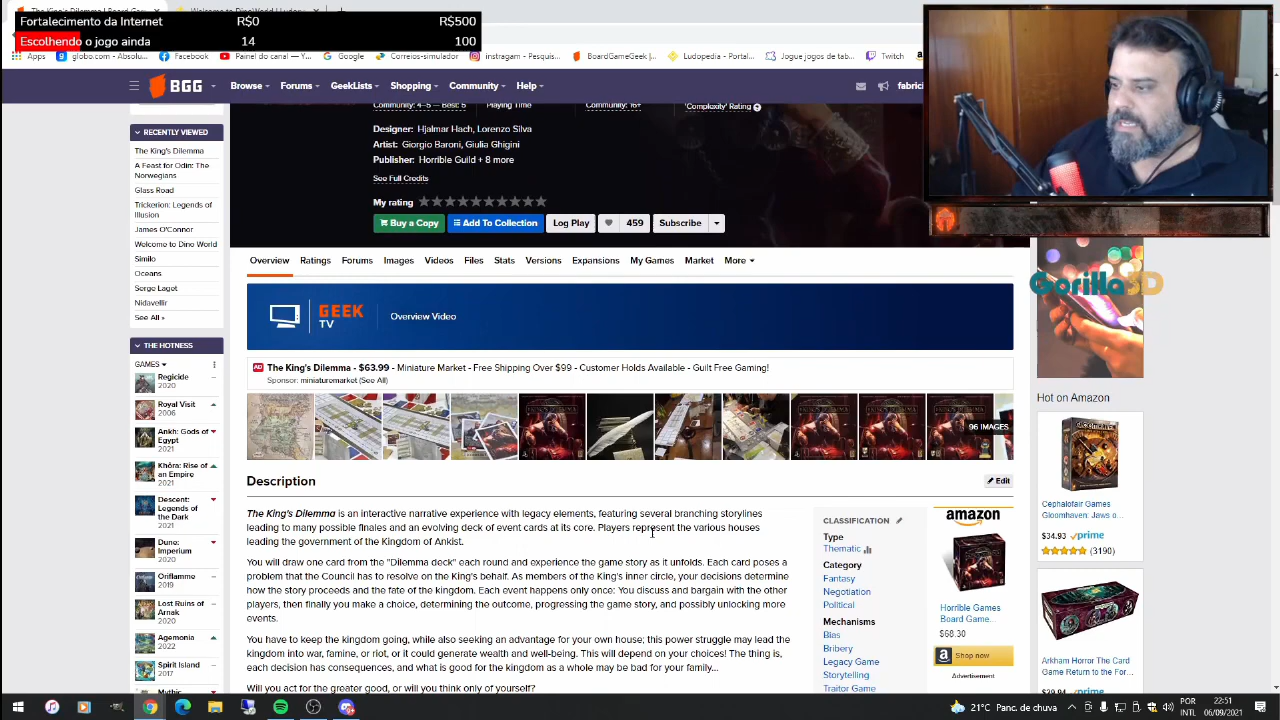 Fortalecimento da Internet R$0 R$500
Escolhendo o jogo ainda 14 100
Apps globo.com - Absolu... Facebook Painel do canal — Y... Google Correios-simulador instragam - Pesquis... BoardGameGeek | G... Ludopedia - Portal... Jogue jogos de tab... Twitch
BGG Browse Forums GeekLists Shopping Community Help fabrici
Community: 4–5 — Best: 5 Playing Time Community: 16+ 'Complexity' Rating
Designer: Hjalmar Hach, Lorenzo Silva
Artist: Giorgio Baroni, Giulia Ghigini
Publisher: Horrible Guild + 8 more
See Full Credits
My rating
Buy a Copy Add To Collection Log Play 459 Subscribe
Overview Ratings Forums Images Videos Files Stats Versions Expansions My Games Market More
RECENTLY VIEWED
The King's Dilemma
A Feast for Odin: The
Norwegians
Glass Road
Trickerion: Legends of
Illusion
James O'Connor
Welcome to Dino World
Similo
Oceans
Serge Laget
Nidavellir
See All »
THE HOTNESS
GAMES
Regicide
2020
Royal Visit
2006
Ankh: Gods of
Egypt
2021
Khôra: Rise of
an Empire
2021
Descent:
Legends of
the Dark
2021
Dune:
Imperium
2020
Oriflamme
2019
Lost Ruins of
Arnak
2020
Agemonia
2022
Spirit Island
2017
Mythic
GEEK
TV
Overview Video
AD The King's Dilemma - $63.99 - Miniature Market - Free Shipping Over $99 - Customer Holds Available - Guilt Free Gaming!
Sponsor: miniaturemarket (See All)
96 IMAGES
Description
Edit
The King's Dilemma is an interactive narrative experience with legacy elements, featuring several branching storylines
leading to many possible finales and an evolving deck of event cards at its core. Players represent the various houses
leading the government of the Kingdom of Ankist.
You will draw one card from the "Dilemma deck" each round and experience the game story as it unfolds. Each card poses a
problem that the Council has to resolve on the King's behalf. As members of the King's inner circle, your decisions determine
how the story proceeds and the fate of the kingdom. Each event happens only once: You discuss and bargain with the other
players, then finally you make a choice, determining the outcome, progressing the game story, and possibly unlocking more
events.
You have to keep the kingdom going, while also seeking an advantage for your own house; this power struggle may lead the
kingdom into war, famine, or riot, or it could generate wealth and well-being. This will depend on your choices! The thing is,
each decision has consequences, and what is good for the kingdom as a whole may be bad for your family...
Will you act for the greater good, or will you think only of yourself?
CLASSIFICATION
Type
Thematic
Category
Fantasy
Negotiation
Political
Mechanisms
Bias
Bribery
Legacy Game
Storytelling
Traitor Game
amazon
Horrible Games
Board Game...
$68.30
Shop now
Advertisement
Gorilla3D
Hot on Amazon
Cephalofair Games
Gloomhaven: Jaws o...
$34.93 prime
(3190)
Arkham Horror The Card
Game Return to the For...
$39.94 prime
21°C Pred. de chuva
POR
INTL
22:51
06/09/2021